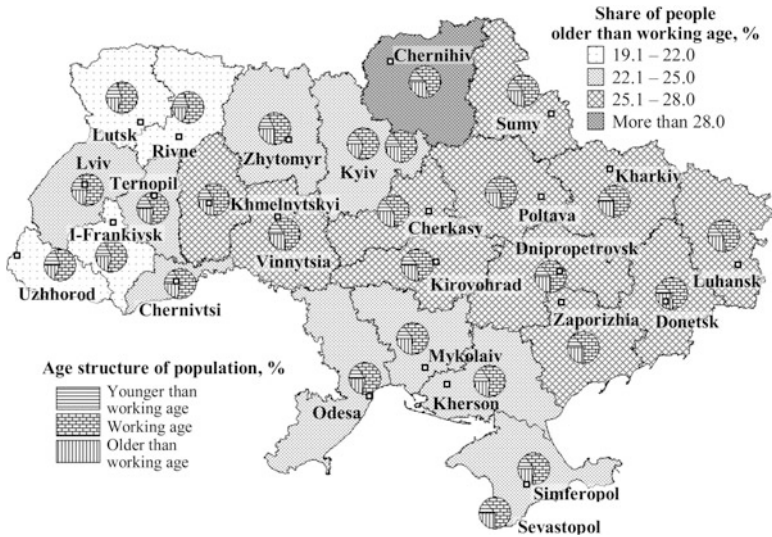 Share of people
older than working age, %
19.1 – 22.0
22.1 – 25.0
25.1 – 28.0
More than 28.0
Chernihiv
Sumy
Lutsk
Rivne
Zhytomyr
Kyiv
Lviv
Ternopil
Khmelnytskyi
Kharkiv
Cherkasy
Poltava
I-Frankivsk
Vinnytsia
Dnipropetrovsk
Uzhhorod
Chernivtsi
Kirovohrad
Luhansk
Zaporizhia
Donetsk
Mykolaiv
Kherson
Odesa
Age structure of population, %
Younger than
working age
Working age
Older than
working age
Simferopol
Sevastopol